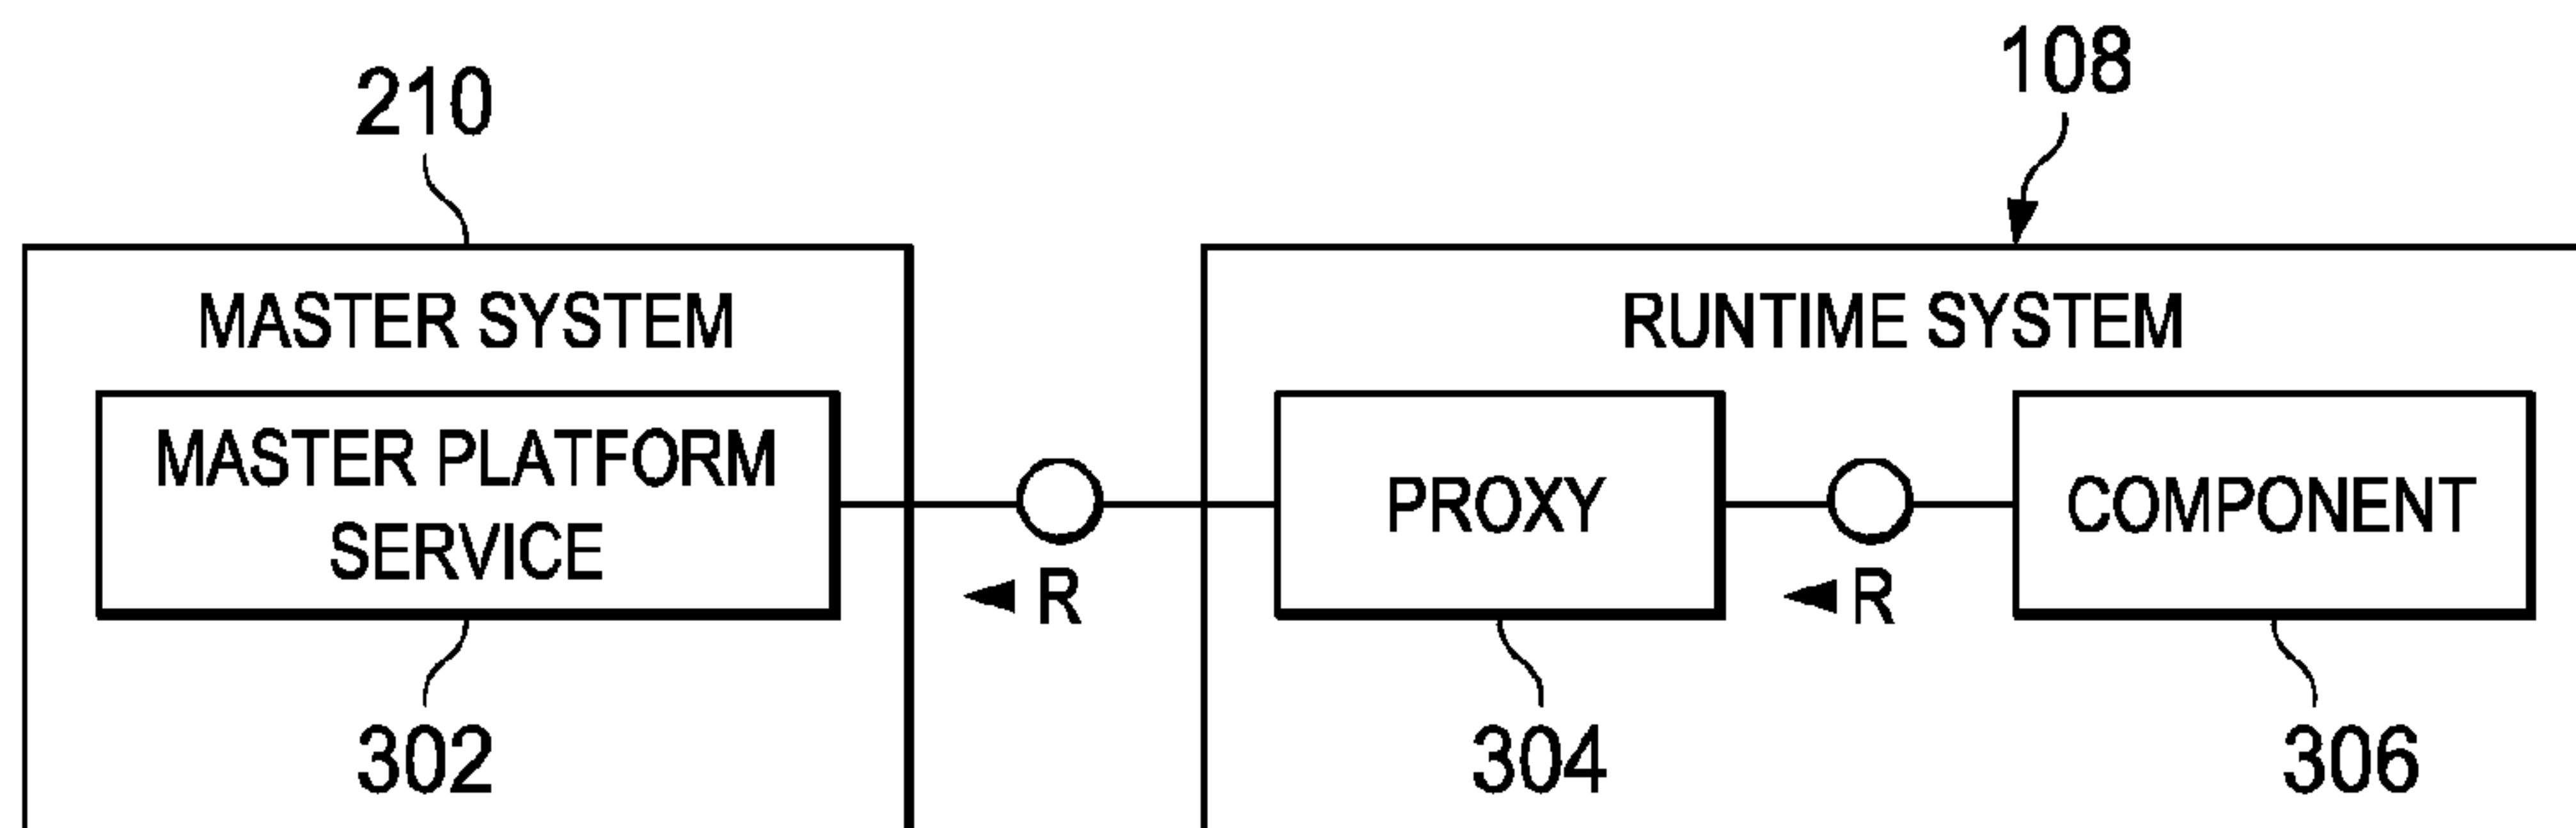 108
210
MASTER SYSTEM
RUNTIME SYSTEM
MASTER PLATFORM
SERVICE
PROXY
COMPONENT
R
R
302
304
306